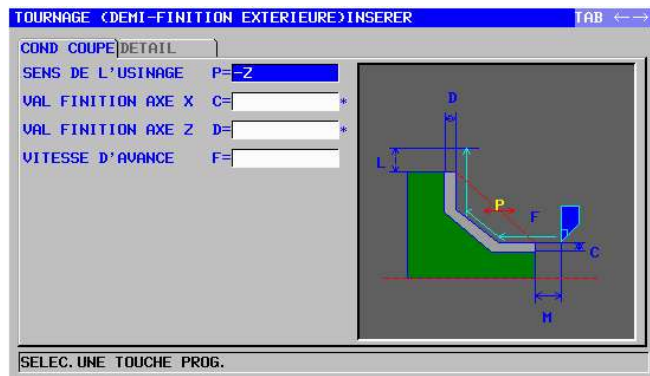 TOURNAGE (DEMI-FINITION EXTERIEURE)INSERER TAB ←→
COND COUPE DETAIL
SENS DE L'USINAGE P=-Z
VAL FINITION AXE X C= *
VAL FINITION AXE Z D= *
VITESSE D'AVANCE F=
D
L
P
F
C
M
SELEC.UNE TOUCHE PROG.